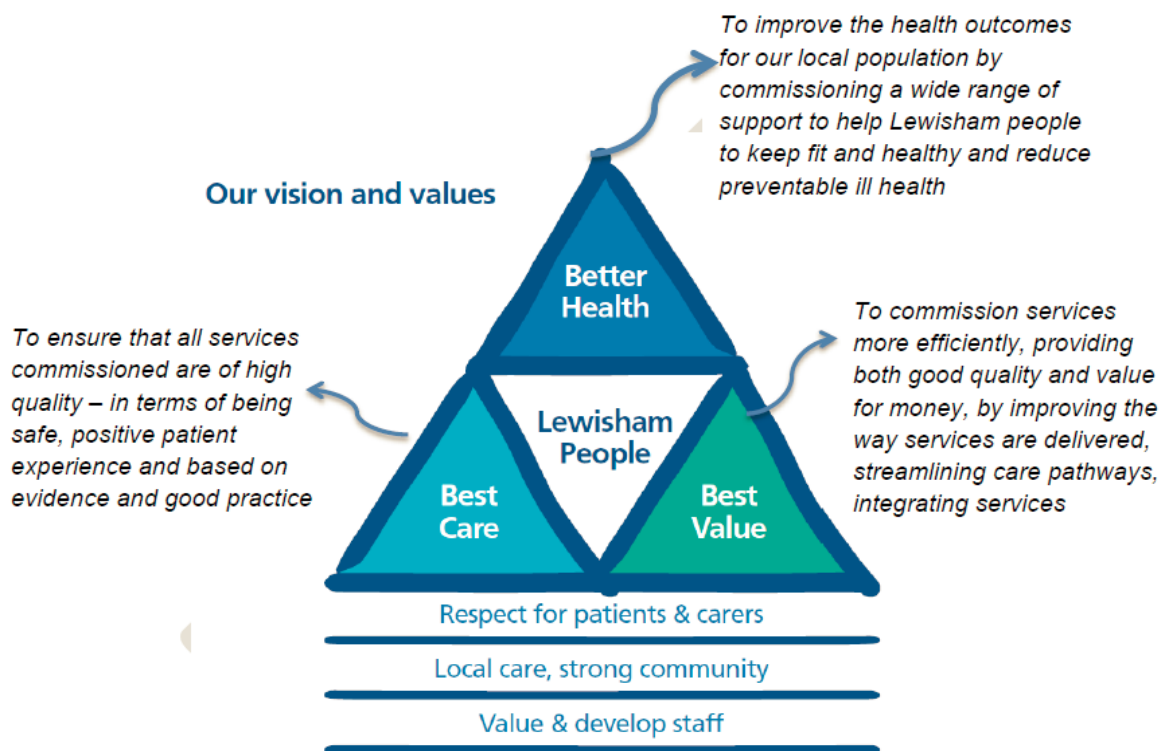 To improve the health outcomes
for our local population by
commissioning a wide range of
support to help Lewisham people
to keep fit and healthy and reduce
preventable ill health
Our vision and values
Better
Health
To ensure that all services
commissioned are of high
quality – in terms of being
safe, positive patient
experience and based on
evidence and good practice
Lewisham
People
To commission services
more efficiently, providing
both good quality and value
for money, by improving the
way services are delivered,
streamlining care pathways,
integrating services
Best
Care
Best
Value
Respect for patients & carers
Local care, strong community
Value & develop staff